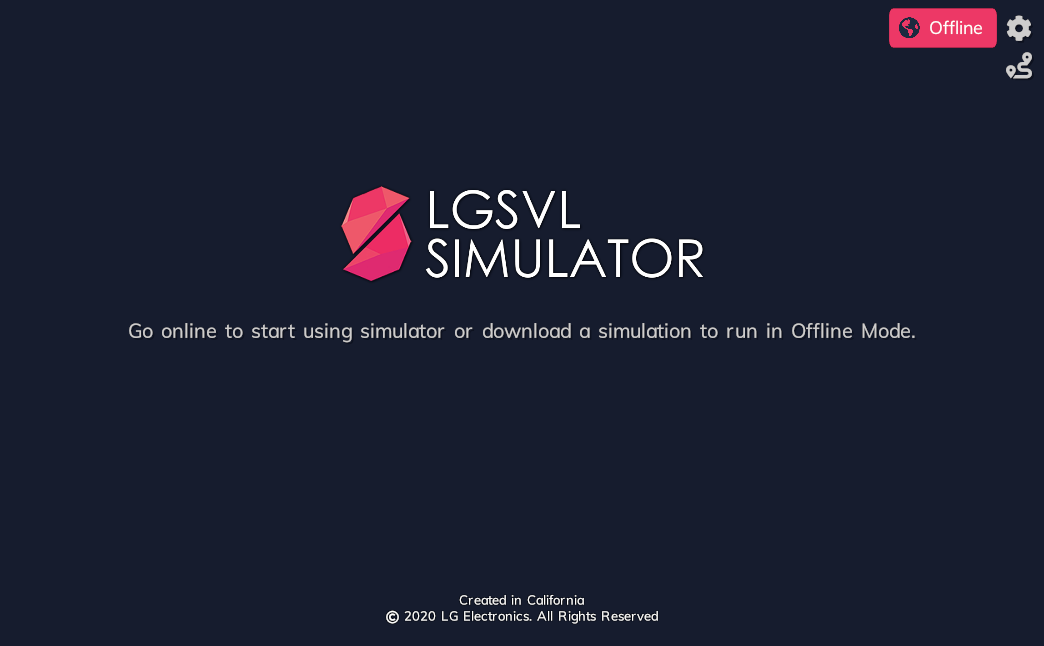 Offline
LGSVL
SIMULATOR
Go online to start using simulator or download a simulation to run in Offline Mode.
Created in California
© 2020 LG Electronics. All Rights Reserved